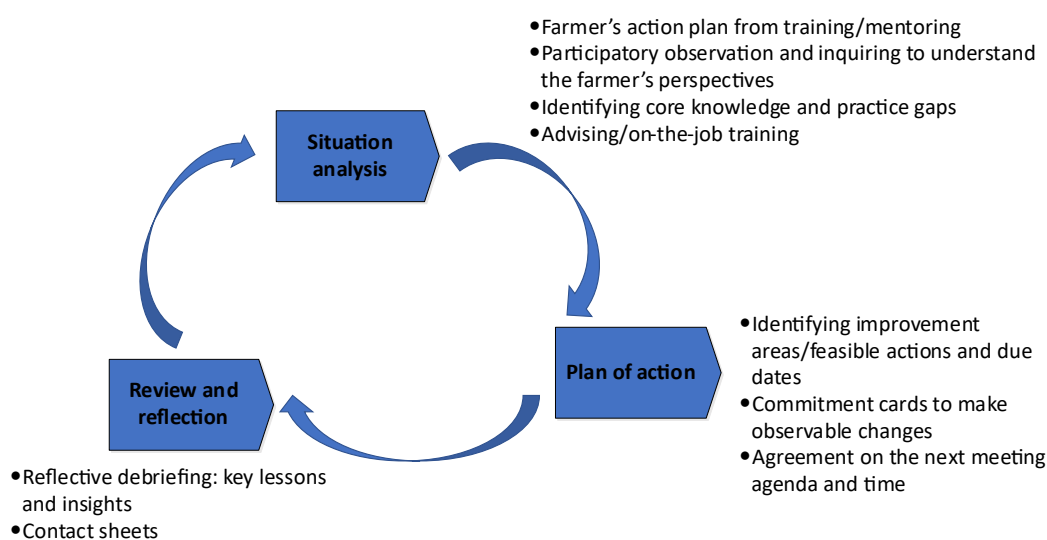 •Farmer’s action plan from training/mentoring
•Participatory observation and inquiring to understand
the farmer’s perspectives
•Identifying core knowledge and practice gaps
•Advising/on-the-job training
Situation
analysis
Plan of action
•Identifying improvement
areas/feasible actions and due
dates
•Commitment cards to make
observable changes
•Agreement on the next meeting
agenda and time
Review and
reflection
•Reflective debriefing: key lessons
and insights
•Contact sheets